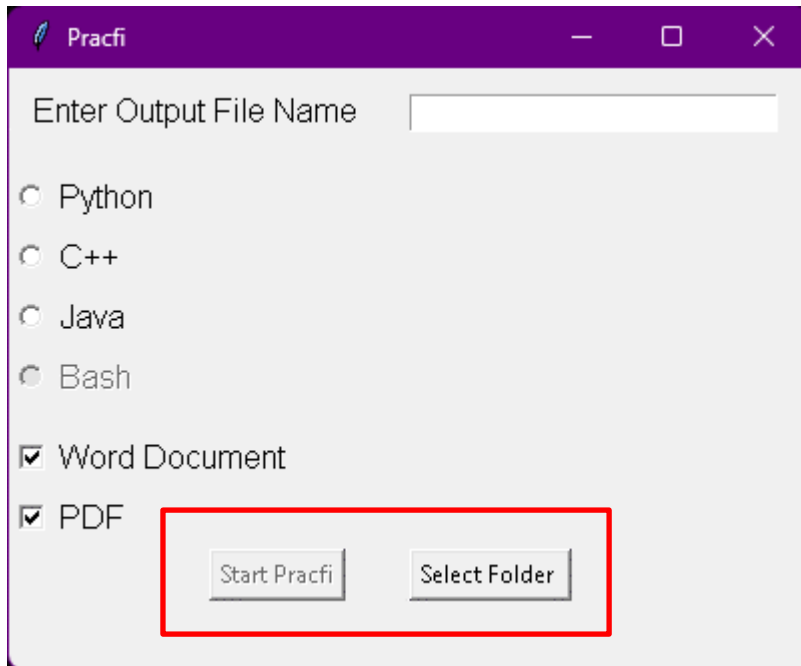 Pracfi
Enter Output File Name
Python
C++
Java
Bash
Word Document
PDF
Start Pracfi Select Folder